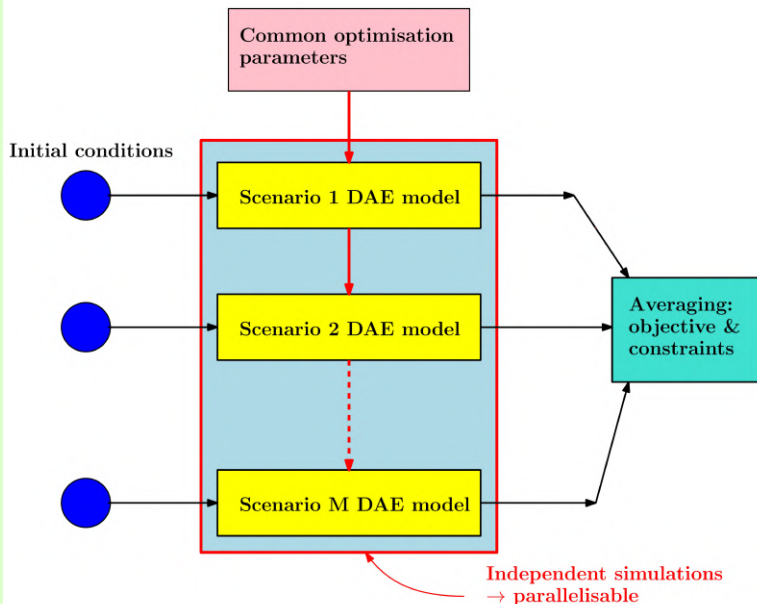 Common optimisation
parameters
Initial conditions
Scenario 1 DAE model
Scenario 2 DAE model
Averaging:
objective &
constraints
Scenario M DAE model
Independent simulations
→ parallelisable